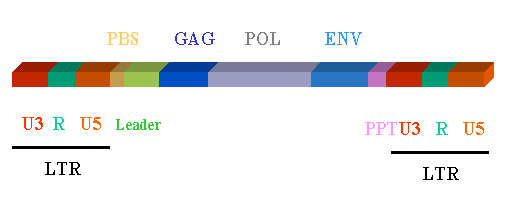 PBS GAG POL ENV
U3 R U5 Leader PPT U3 R U5
LTR LTR